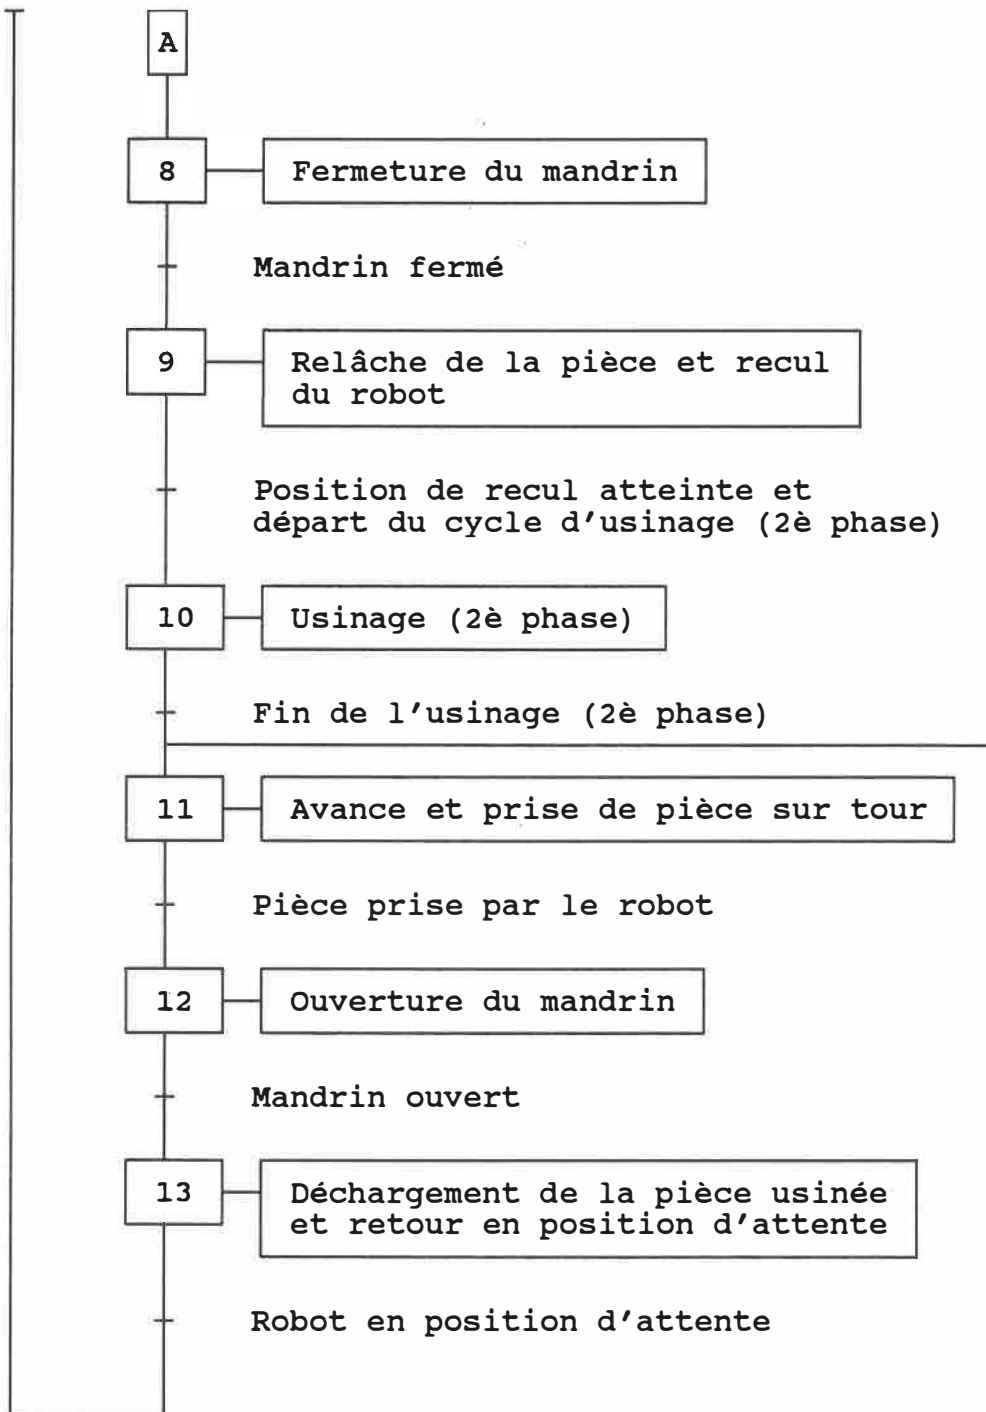 A
8
Fermeture du mandrin
Mandrin fermé
9
Relâche de la pièce et recul
du robot
Position de recul atteinte et
départ du cycle d'usinage (2è phase)
10
Usinage (2è phase)
Fin de l'usinage (2è phase)
11
Avance et prise de pièce sur tour
Pièce prise par le robot
12
Ouverture du mandrin
Mandrin ouvert
13
Déchargement de la pièce usinée
et retour en position d'attente
Robot en position d'attente